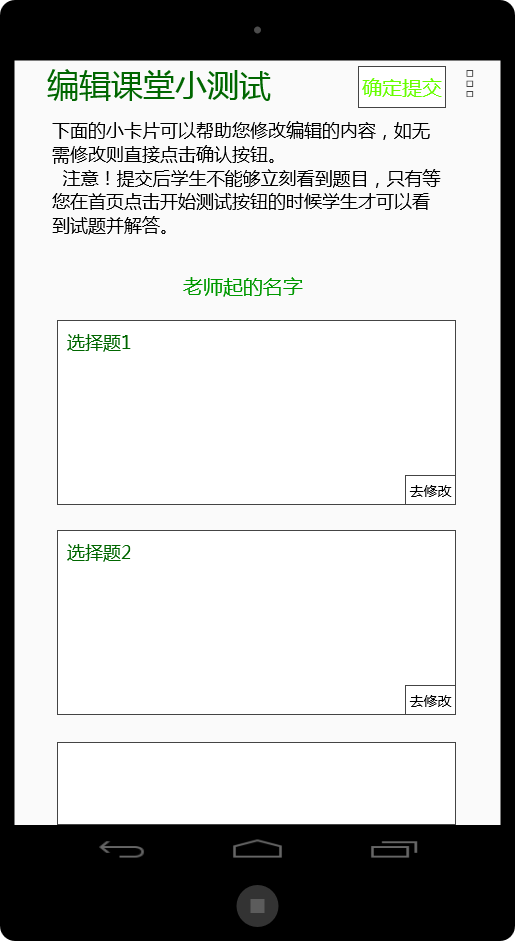 编辑课堂小测试
确定提交
下面的小卡片可以帮助您修改编辑的内容，如无
需修改则直接点击确认按钮。
注意！提交后学生不能够立刻看到题目，只有等
您在首页点击开始测试按钮的时候学生才可以看
到试题并解答。
老师起的名字
选择题1
去修改
选择题2
去修改